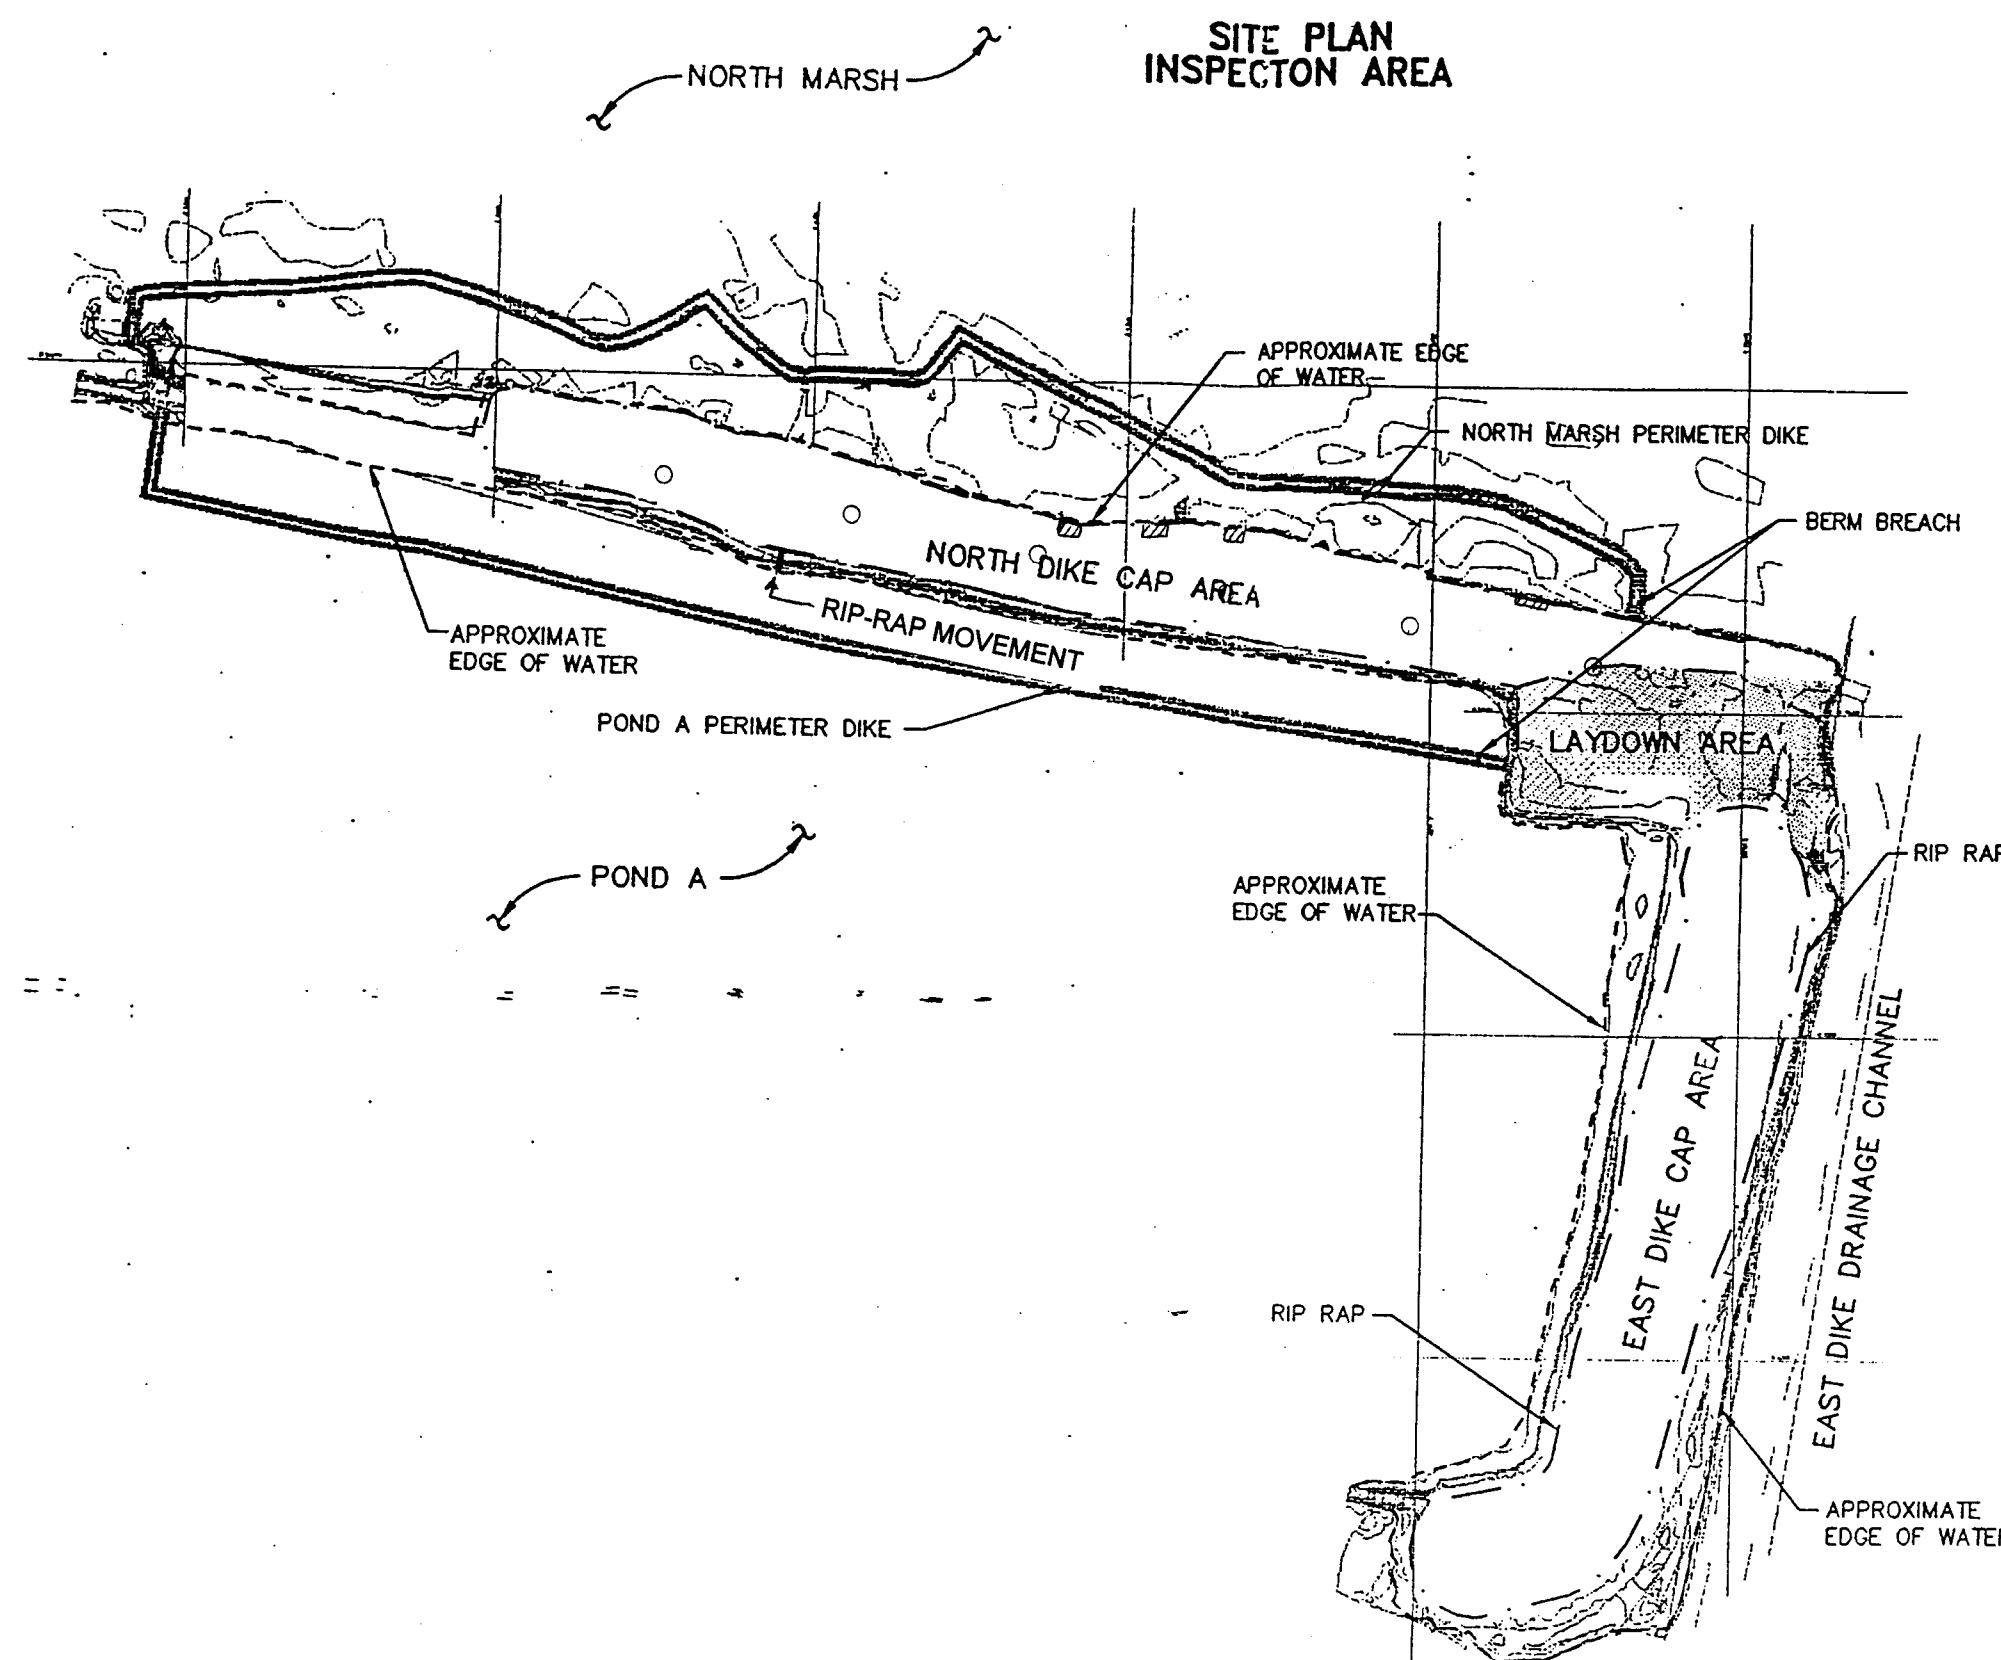 SITE PLAN
INSPECTON AREA
NORTH MARSH
APPROXIMATE EDGE
OF WATER
NORTH MARSH PERIMETER DIKE
BERM BREACH
NORTH DIKE CAP AREA
RIP-RAP MOVEMENT
APPROXIMATE
EDGE OF WATER
POND A PERIMETER DIKE
LAYDOWN AREA
POND A
RIP RAP
APPROXIMATE
EDGE OF WATER
EAST DIKE CAP AREA
EAST DIKE DRAINAGE CHANNEL
RIP RAP
APPROXIMATE
EDGE OF WATER